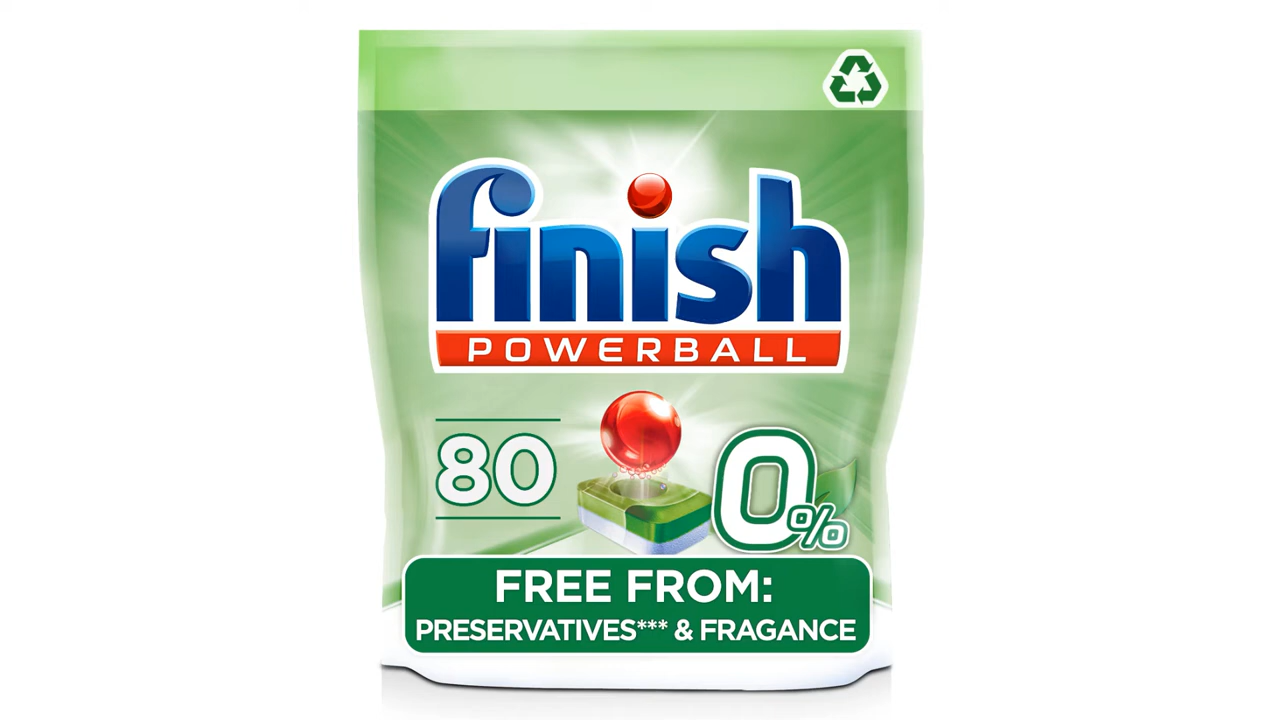 finish
POWERBALL
80
0%
FREE FROM:
PRESERVATIVES*** & FRAGANCE